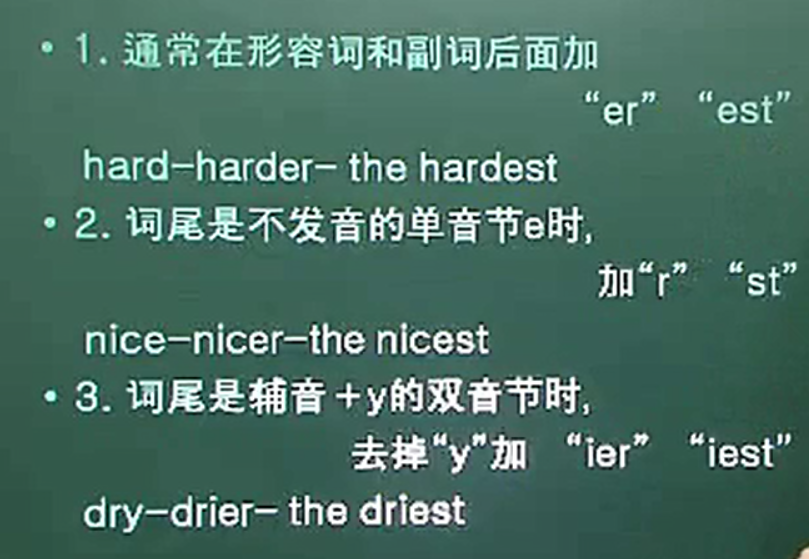 • 1. 通常在形容词和副词后面加
“er” “est”
hard-harder- the hardest
• 2. 词尾是不发音的单音节e时,
加“r” “st”
nice-nicer-the nicest
• 3. 词尾是辅音+y的双音节时,
去掉“y”加 “ier” “iest”
dry-drier- the driest